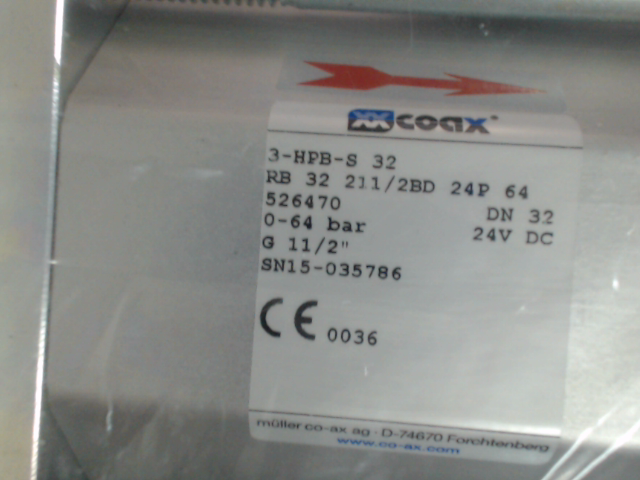 coax
3-HPB-S 32
RB 32 211/2BD 24P 64
526470 DN 32
0-64 bar 24V DC
G 11/2"
SN15-035786
CE 0036
müller co-ax ag · D-74670 Forchtenberg
www.co-ax.com